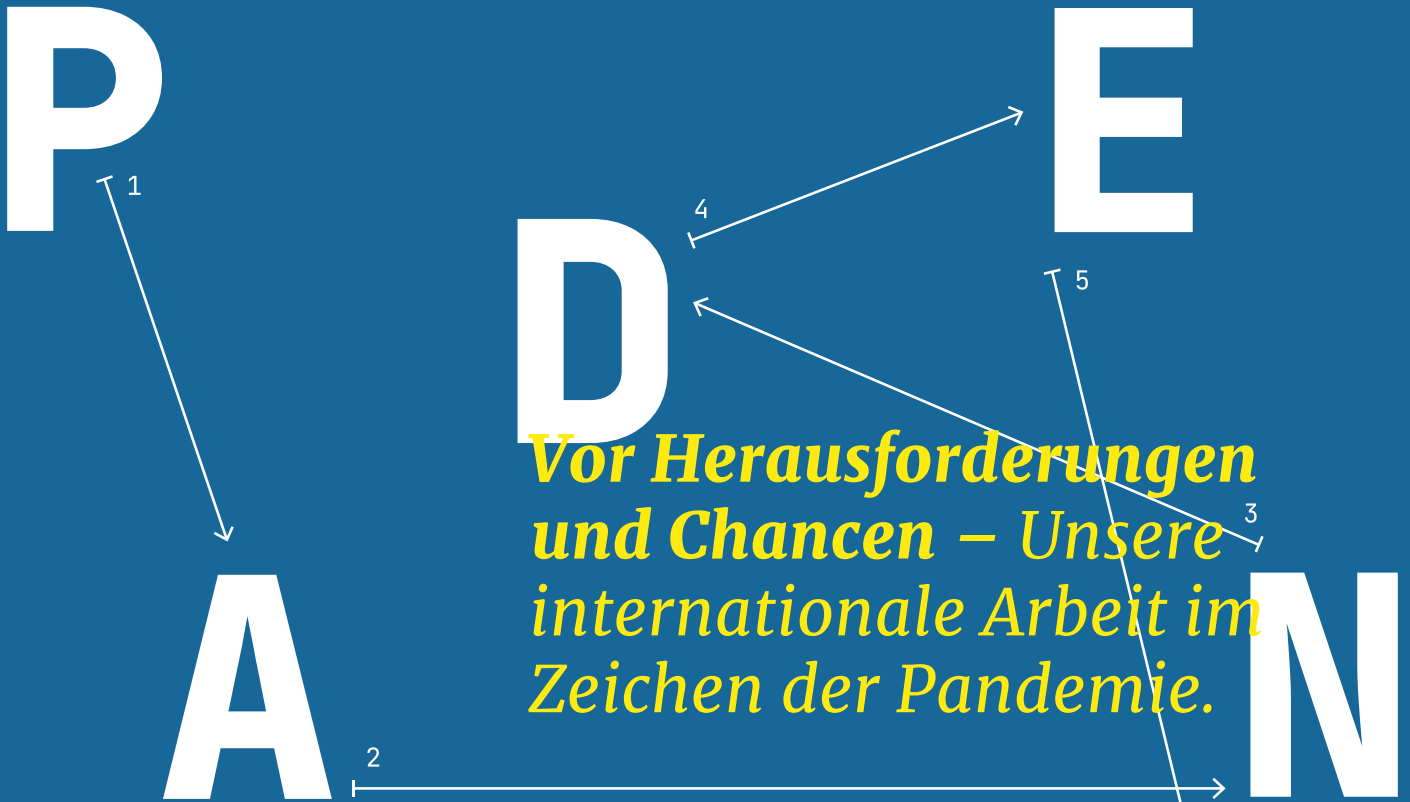 P
E
1
4
D
5
Vor Herausforderungen
und Chancen – Unsere
3
internationale Arbeit im
Zeichen der Pandemie.
A
N
2